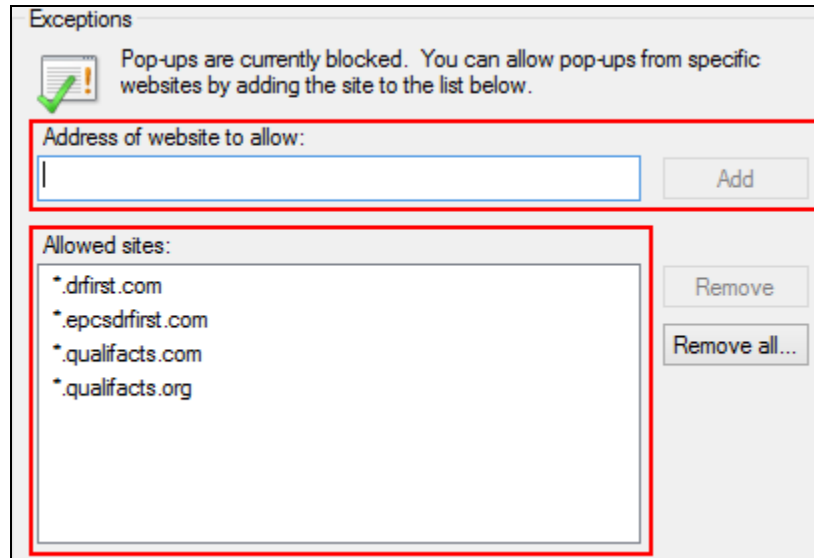 Exceptions
Pop-ups are currently blocked.  You can allow pop-ups from specific
websites by adding the site to the list below.
Address of website to allow:
Add
Allowed sites:
*.drfirst.com
Remove
*.epcsdrfirst.com
*.qualifacts.com
Remove all...
*.qualifacts.org